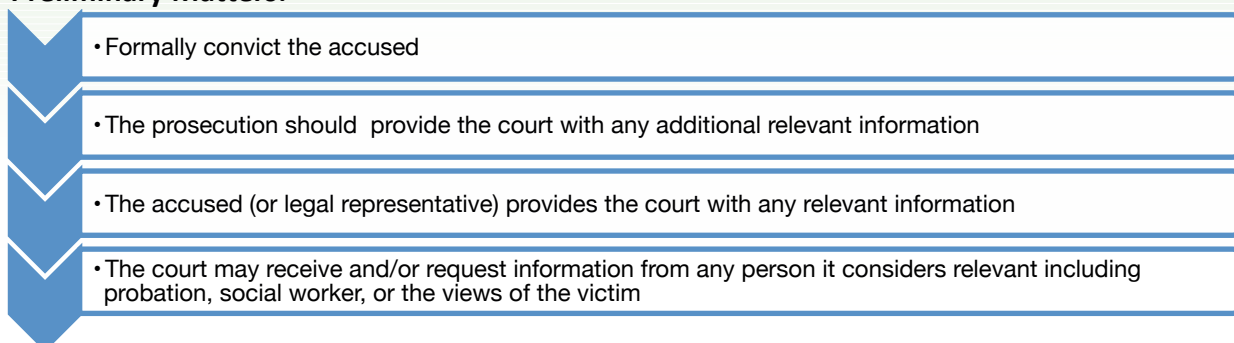 • Formally convict the accused
• The prosecution should  provide the court with any additional relevant information
• The accused (or legal representative) provides the court with any relevant information
• The court may receive and/or request information from any person it considers relevant including
probation, social worker, or the views of the victim